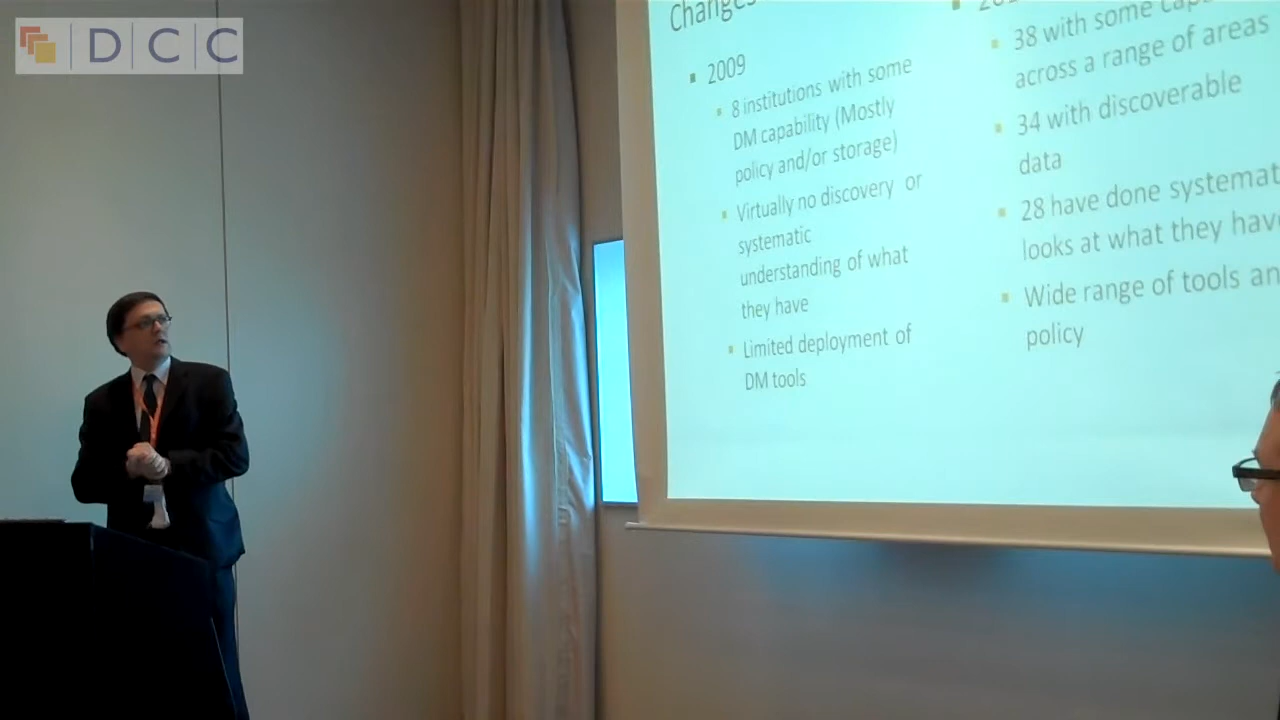 DCC
Changes
2009
8 institutions with some
DM capability (Mostly
policy and/or storage)
Virtually no discovery or
systematic
understanding of what
they have
Limited deployment of
DM tools
38 with some
across a range of areas
34 with discoverable
data
28 have done
looks at what they
Wide range of tools
policy